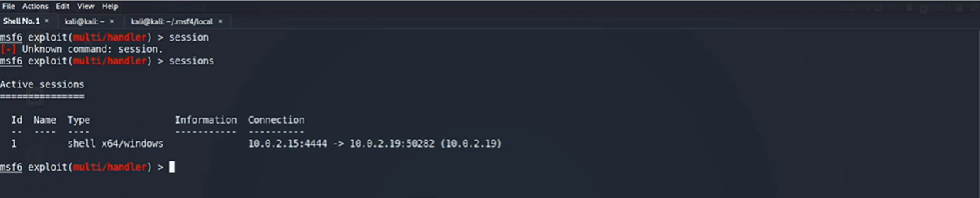 File Actions Edit View Help
Shell No.1 × kali@kali: ~ × kali@kali: ~/.msf4/local ×
msf6 exploit(multi/handler) > session
[-] Unknown command: session.
msf6 exploit(multi/handler) > sessions
Active sessions
===============
Id Name Type Information Connection
-- ---- ---- ----------- ----------
1 shell x64/windows 10.0.2.15:4444 -> 10.0.2.19:50282 (10.0.2.19)
msf6 exploit(multi/handler) >